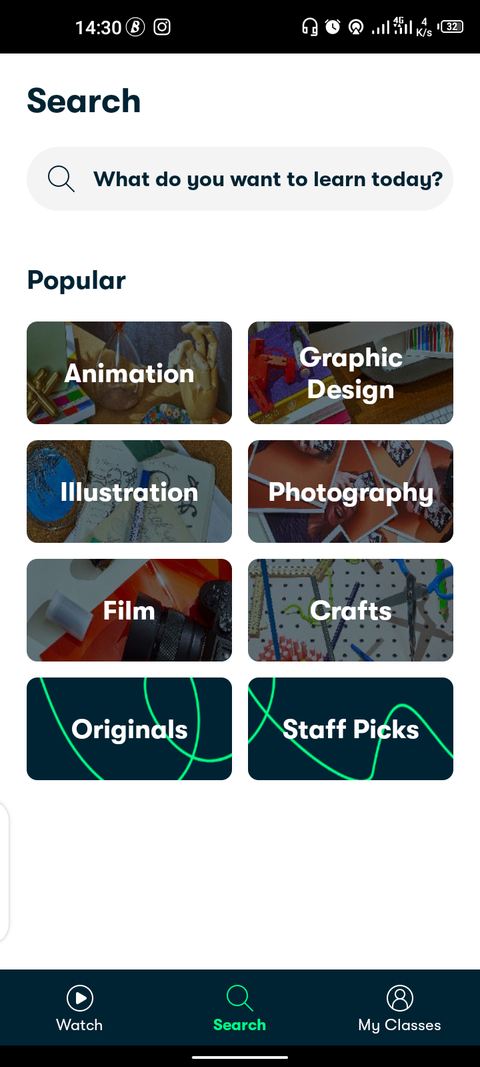 14:30
4G
4
K/s
32
Search
What do you want to learn today?
Popular
Animation
Graphic
Design
Illustration
Photography
Film
Crafts
Originals
Staff Picks
Watch
Search
My Classes